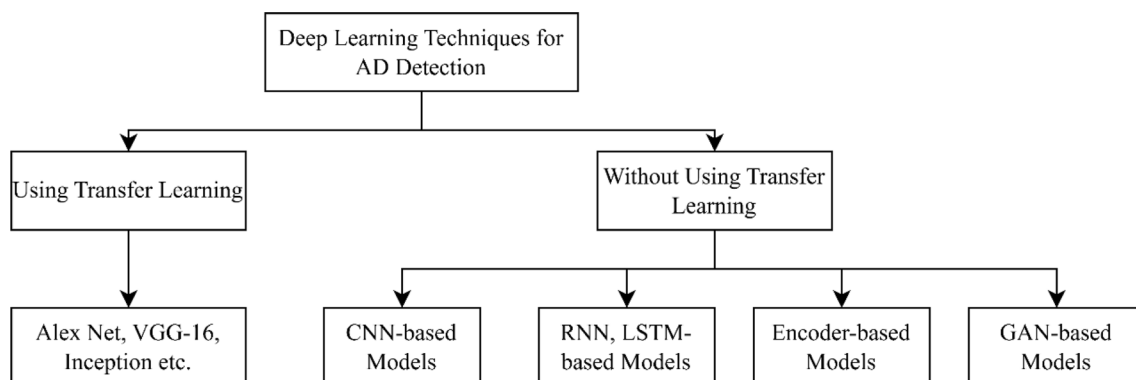 Deep Learning Techniques for
AD Detection
Using Transfer Learning
Without Using Transfer
Learning
Alex Net, VGG-16,
Inception etc.
CNN-based
Models
RNN, LSTM-
based Models
Encoder-based
Models
GAN-based
Models